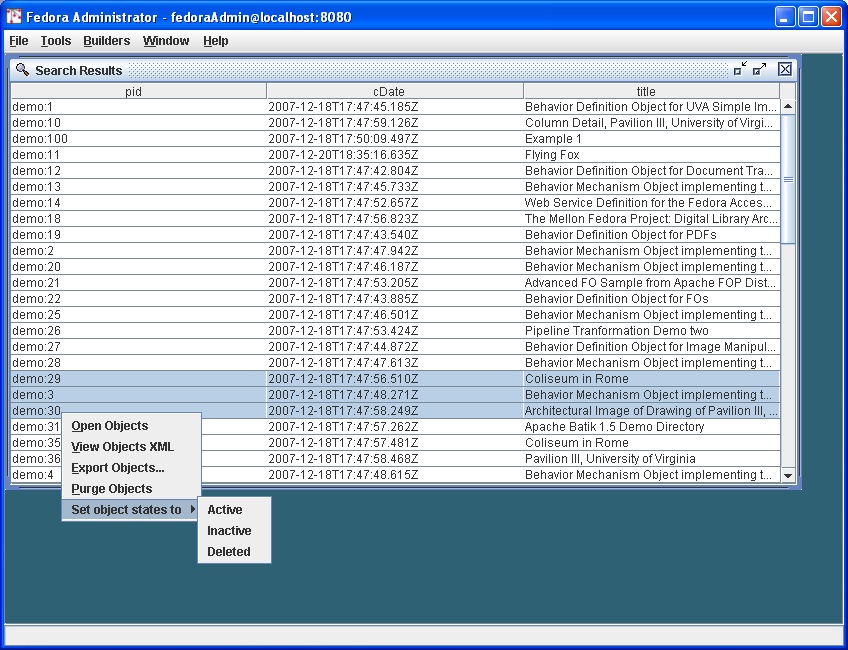 Fedora Administrator - fedoraAdmin@localhost:8080
File Tools Builders Window Help
Search Results
pid cDate title
demo:1 2007-12-18T17:47:45.185Z Behavior Definition Object for UVA Simple Im...
demo:10 2007-12-18T17:47:59.126Z Column Detail, Pavilion III, University of Virgi...
demo:100 2007-12-18T17:50:09.497Z Example 1
demo:11 2007-12-20T18:35:16.635Z Flying Fox
demo:12 2007-12-18T17:47:42.804Z Behavior Definition Object for Document Tra...
demo:13 2007-12-18T17:47:45.733Z Behavior Mechanism Object implementing t...
demo:14 2007-12-18T17:47:52.657Z Web Service Definition for the Fedora Acces...
demo:18 2007-12-18T17:47:56.823Z The Mellon Fedora Project: Digital Library Arc...
demo:19 2007-12-18T17:47:43.540Z Behavior Definition Object for PDFs
demo:2 2007-12-18T17:47:47.942Z Behavior Mechanism Object implementing t...
demo:20 2007-12-18T17:47:46.187Z Behavior Mechanism Object implementing t...
demo:21 2007-12-18T17:47:53.205Z Advanced FO Sample from Apache FOP Dist...
demo:22 2007-12-18T17:47:43.885Z Behavior Definition Object for FOs
demo:25 2007-12-18T17:47:46.501Z Behavior Mechanism Object implementing t...
demo:26 2007-12-18T17:47:53.424Z Pipeline Tranformation Demo two
demo:27 2007-12-18T17:47:44.872Z Behavior Definition Object for Image Manipul...
demo:28 2007-12-18T17:47:47.613Z Behavior Mechanism Object implementing t...
demo:29 2007-12-18T17:47:56.510Z Coliseum in Rome
demo:3 2007-12-18T17:47:48.271Z Behavior Mechanism Object implementing t...
demo:30 2007-12-18T17:47:58.249Z Architectural Image of Drawing of Pavilion III, ...
demo:31 2007-12-18T17:47:57.262Z Apache Batik 1.5 Demo Directory
demo:35 2007-12-18T17:47:57.481Z Coliseum in Rome
demo:36 2007-12-18T17:47:58.468Z Pavilion III, University of Virginia
demo:4 2007-12-18T17:47:48.615Z Behavior Mechanism Object implementing t...
Open Objects
View Objects XML
Export Objects...
Purge Objects
Set object states to
Active
Inactive
Deleted